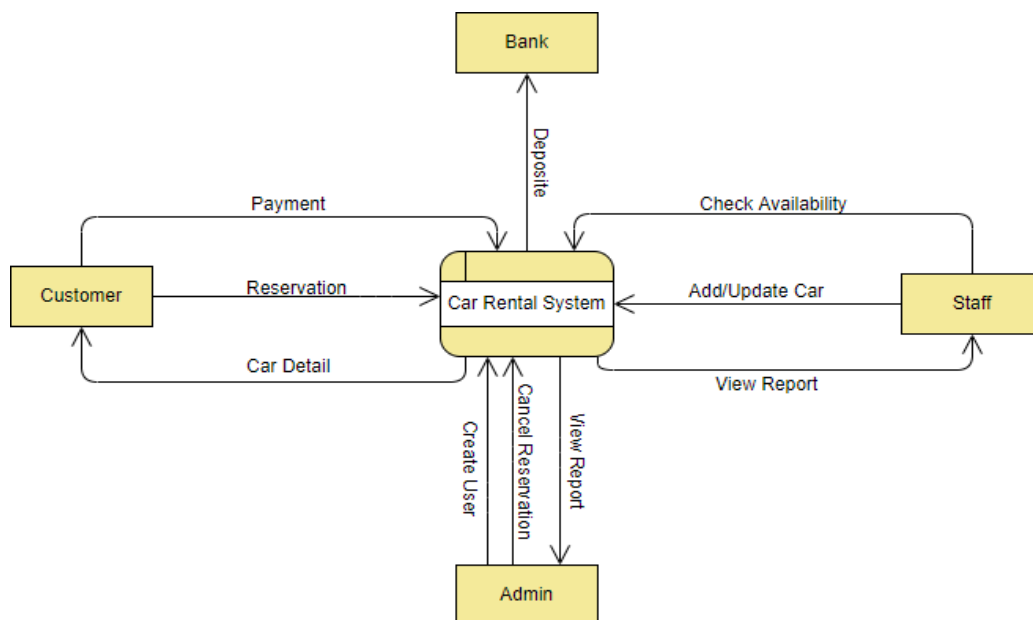 Bank
Deposite
Payment
Check Availability
Customer
Reservation
Car Rental System
Add/Update Car
Staff
Car Detail
View Report
Create User
Cancel Reservation
View Report
Admin